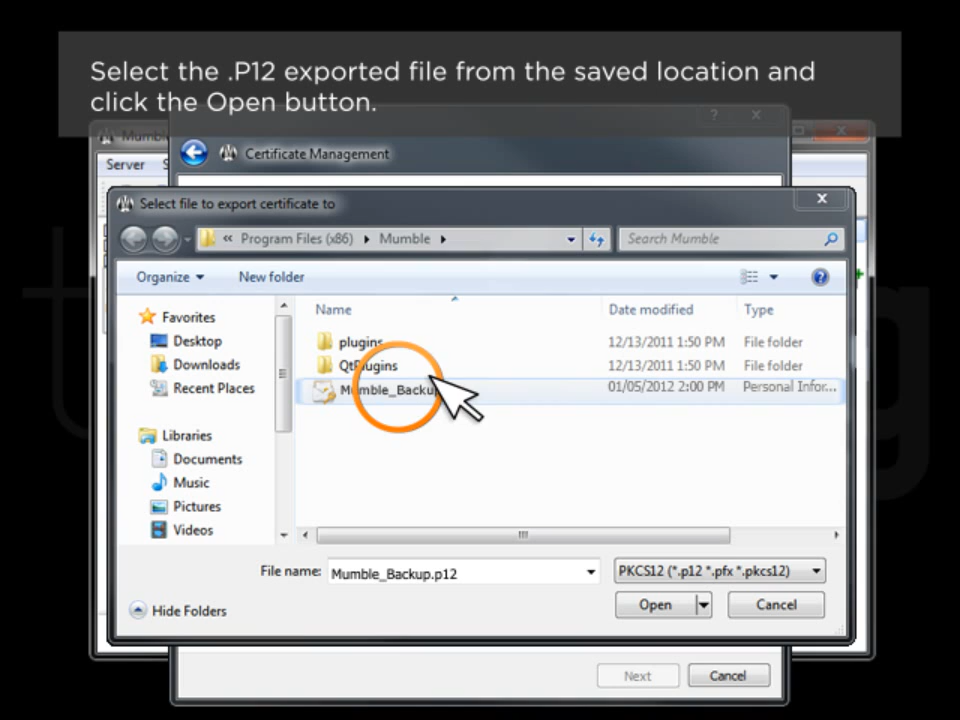 Select the .P12 exported file from the saved location and
click the Open button.
Certificate Management
Server
Select file to export certificate to
« Program Files (x86) Mumble
Search Mumble
Organize New folder
Favorites
Desktop
Downloads
Recent Places
Libraries
Documents
Music
Pictures
Videos
Name Date modified Type
plugins 12/13/2011 1:50 PM File folder
QtPlugins 12/13/2011 1:50 PM File folder
Mumble_Backup 01/05/2012 2:00 PM Personal Infor...
File name: Mumble_Backup.p12 PKCS12 (*.p12 *.pfx *.pkcs12)
Hide Folders Open Cancel
Next Cancel